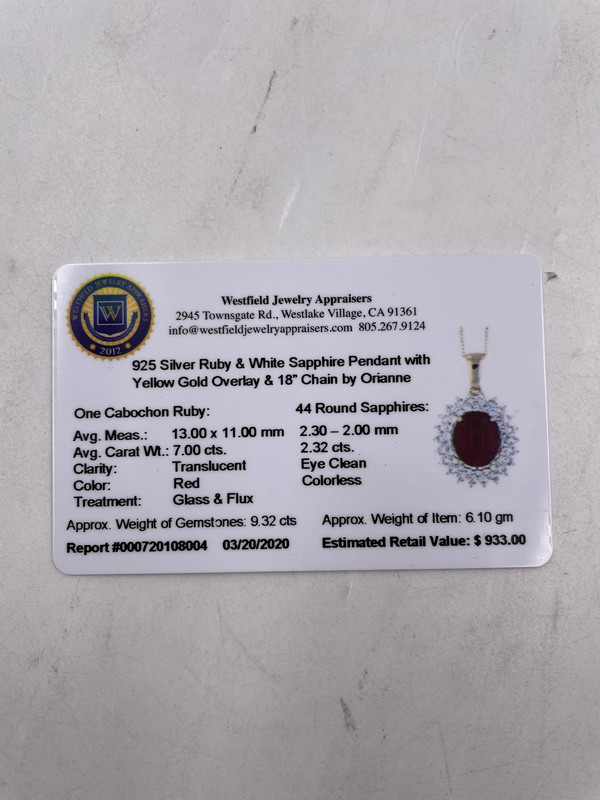 WESTFIELD JEWELRY APPRAISERS
W
2012
Westfield Jewelry Appraisers
2945 Townsgate Rd., Westlake Village, CA 91361
info@westfieldjewelryappraisers.com 805.267.9124
925 Silver Ruby & White Sapphire Pendant with
Yellow Gold Overlay & 18" Chain by Orianne
One Cabochon Ruby: 44 Round Sapphires:
Avg. Meas.: 13.00 x 11.00 mm 2.30 – 2.00 mm
Avg. Carat Wt.: 7.00 cts. 2.32 cts.
Clarity: Translucent Eye Clean
Color: Red Colorless
Treatment: Glass & Flux
Approx. Weight of Gemstones: 9.32 cts Approx. Weight of Item: 6.10 gm
Report #000720108004 03/20/2020 Estimated Retail Value: $ 933.00